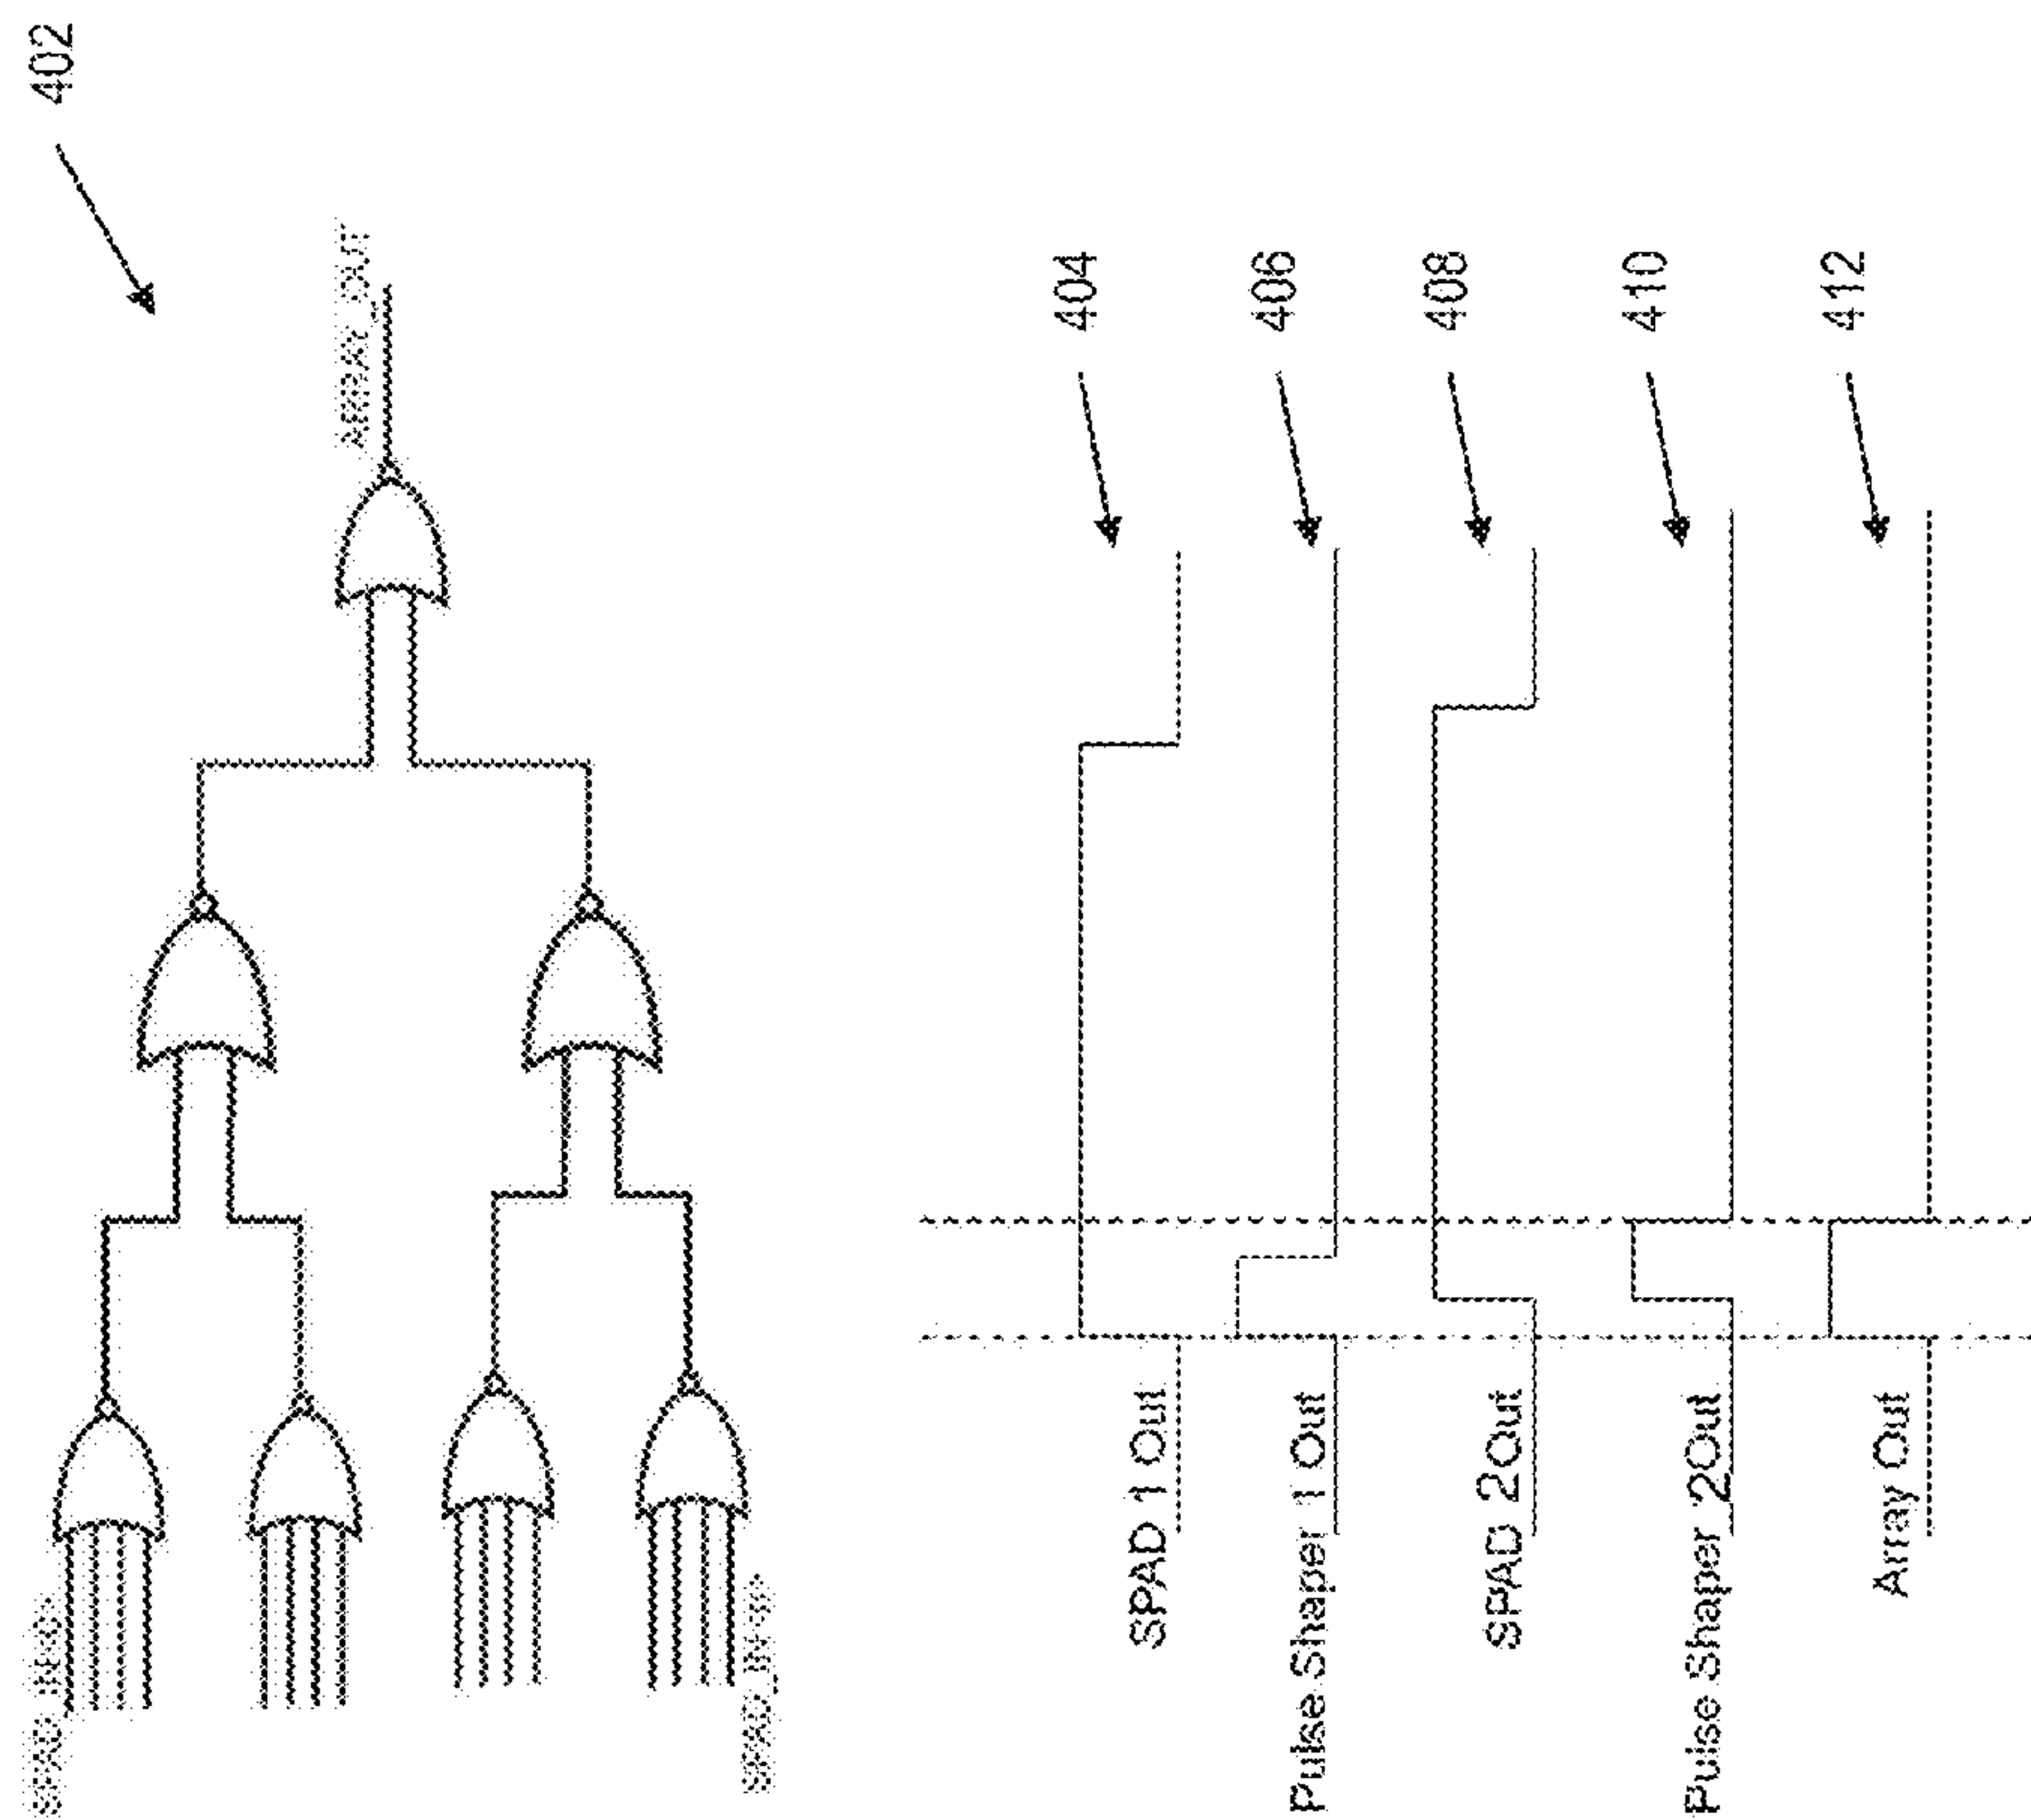 402
ARRAY_OUT
404
SPAD 1 Out
406
Pulse Shaper 1 Out
408
SPAD 2Out
410
Pulse Shaper 2Out
412
Array Out